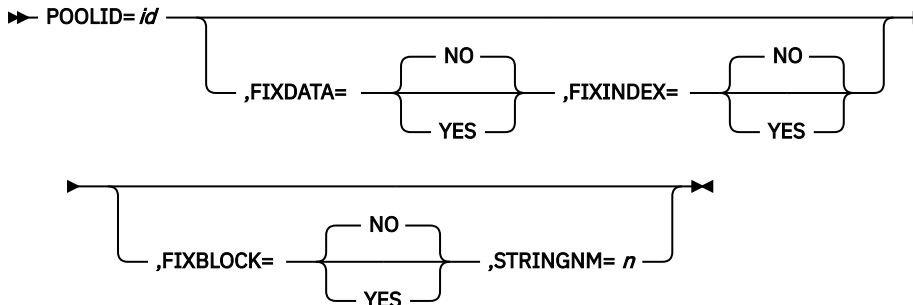 POOLID= id
NO NO
,FIXDATA= ,FIXINDEX=
YES YES
NO
,FIXBLOCK= ,STRINGNM= n
YES